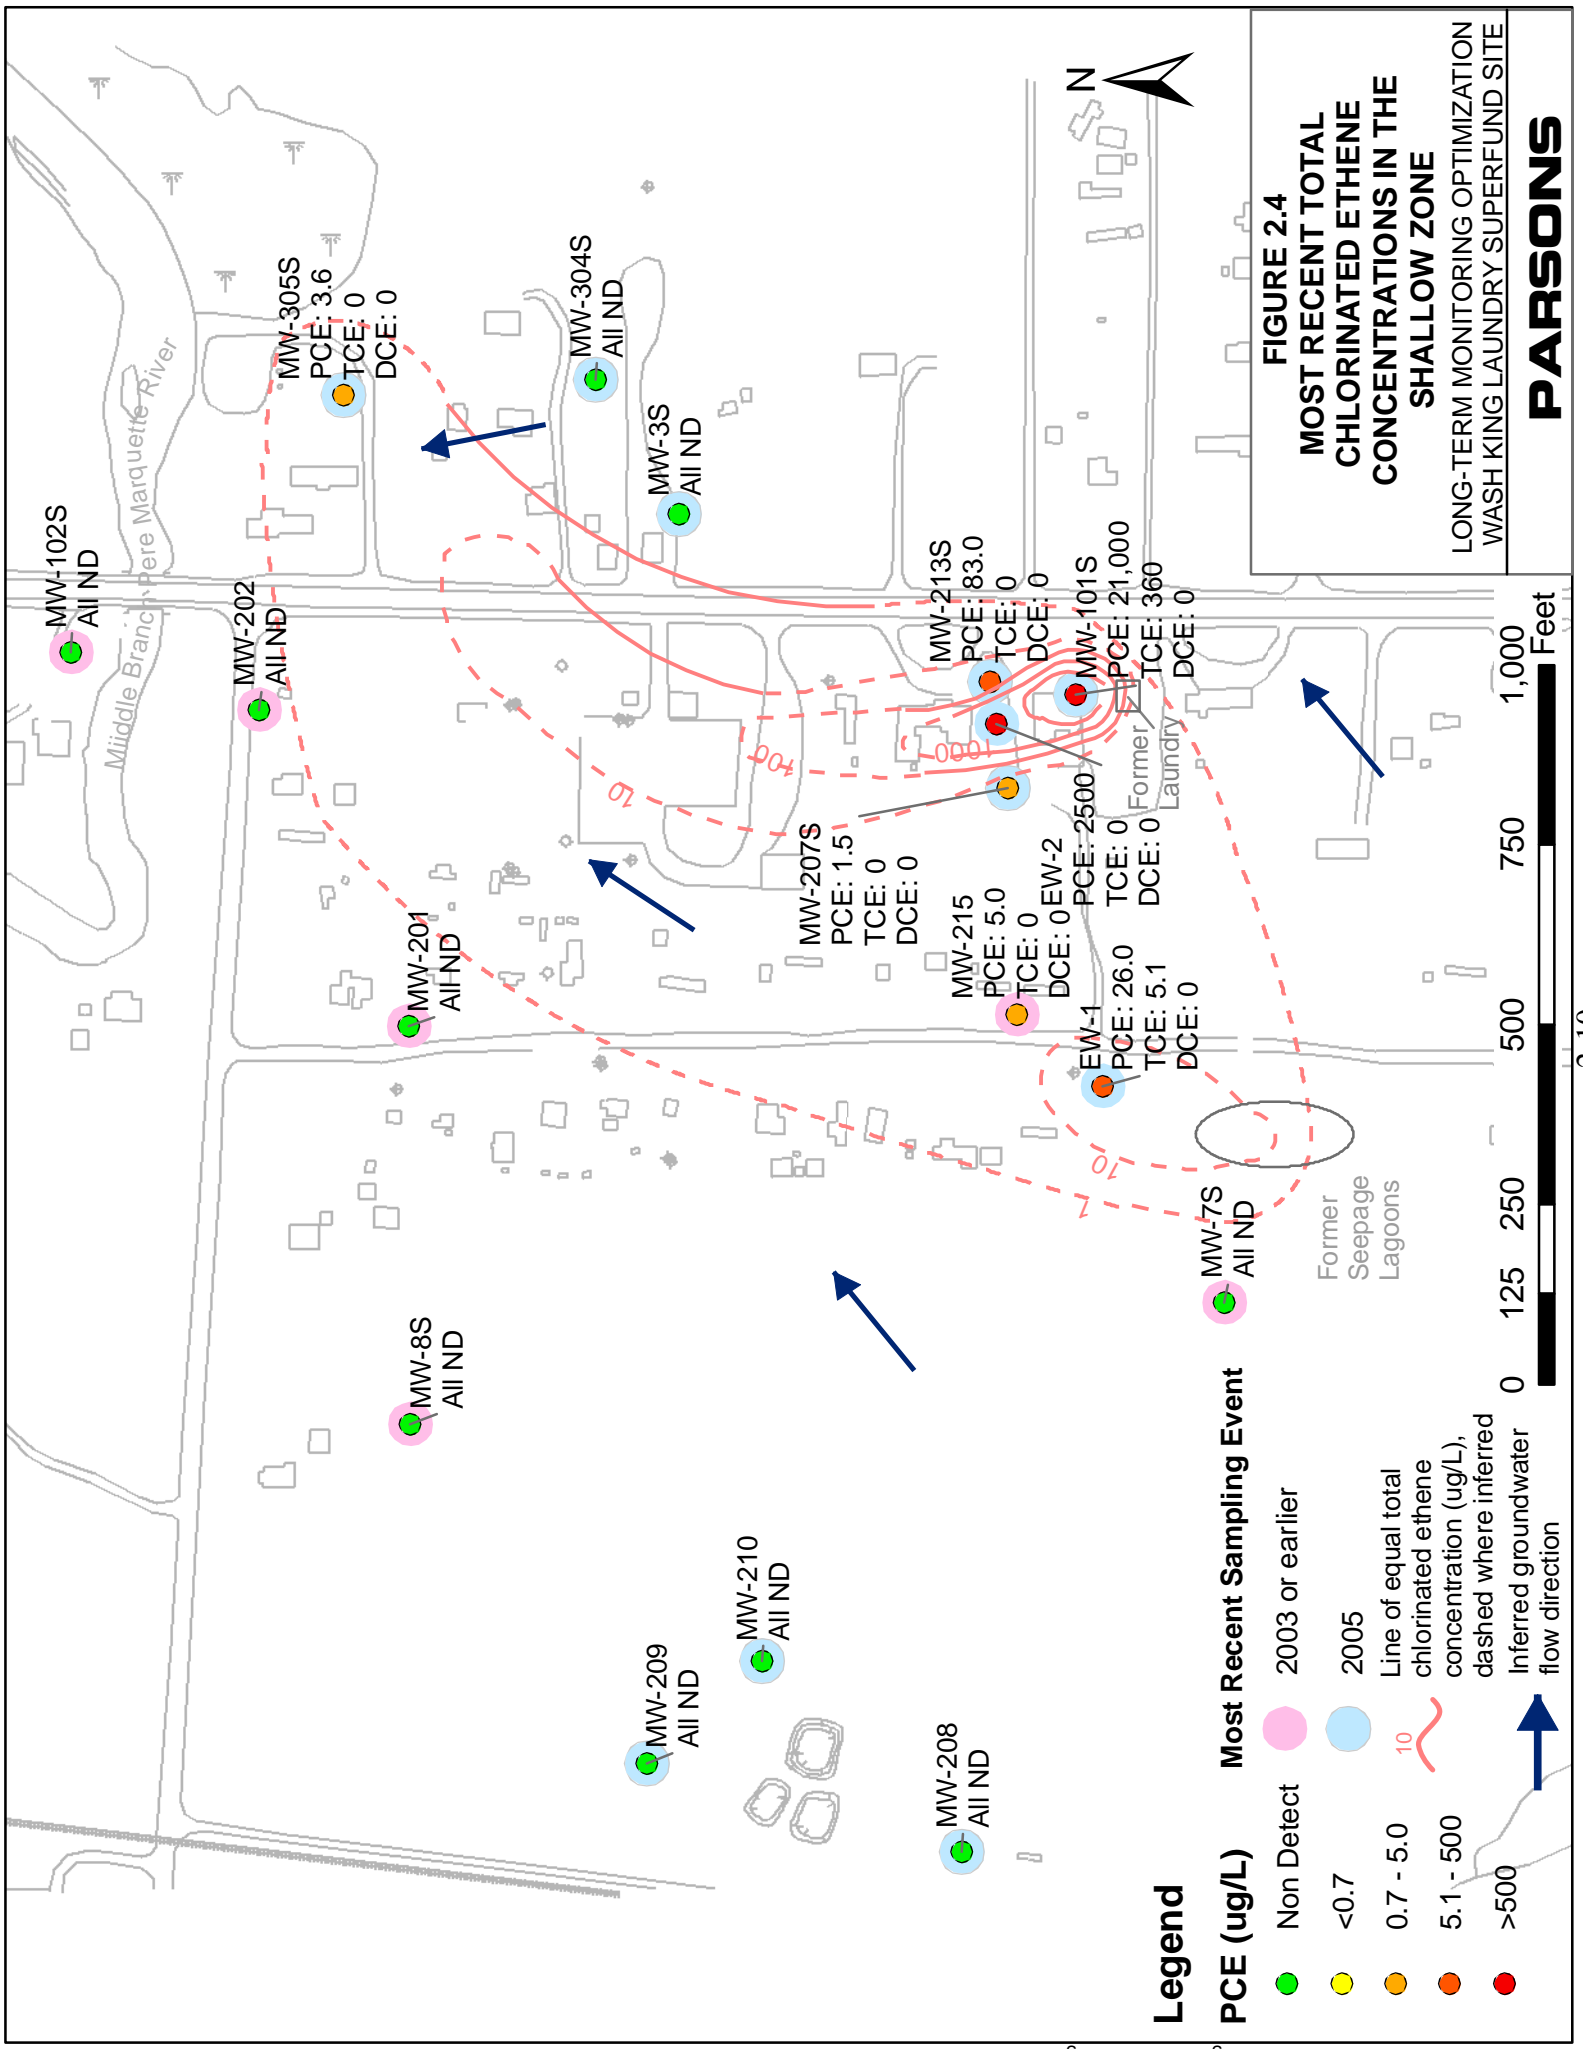 MW-102S
All ND
Miiddle Branch Pere Marquette River
MW-202
All ND
MW-305S
PCE: 3.6
TCE: 0
DCE: 0
MW-304S
All ND
MW-3S
All ND
MW-201
All ND
MW-8S
All ND
MW-209
All ND
MW-210
All ND
MW-208
All ND
MW-213S
PCE: 83.0
TCE: 0
DCE: 0
MW-101S
PCE: 21,000
TCE: 360
DCE: 0
MW-207S
PCE: 1.5
TCE: 0
DCE: 0
MW-215
PCE: 5.0
TCE: 0
DCE: 0
EW-2
PCE: 2500
TCE: 0
DCE: 0
EW-1
PCE: 26.0
TCE: 5.1
DCE: 0
MW-7S
All ND
10
100
1000
10
1
Former
Laundry
Former
Seepage
Lagoons
N
Legend
PCE (ug/L)
Non Detect
<0.7
0.7 - 5.0
5.1 - 500
>500
Most Recent Sampling Event
2003 or earlier
2005
10
Line of equal total
chlorinated ethene
concentration (ug/L),
dashed where inferred
Inferred groundwater
flow direction
0 125 250 500 750 1,000
Feet
FIGURE 2.4
MOST RECENT TOTAL
CHLORINATED ETHENE
CONCENTRATIONS IN THE
SHALLOW ZONE
LONG-TERM MONITORING OPTIMIZATION
WASH KING LAUNDRY SUPERFUND SITE
PARSONS